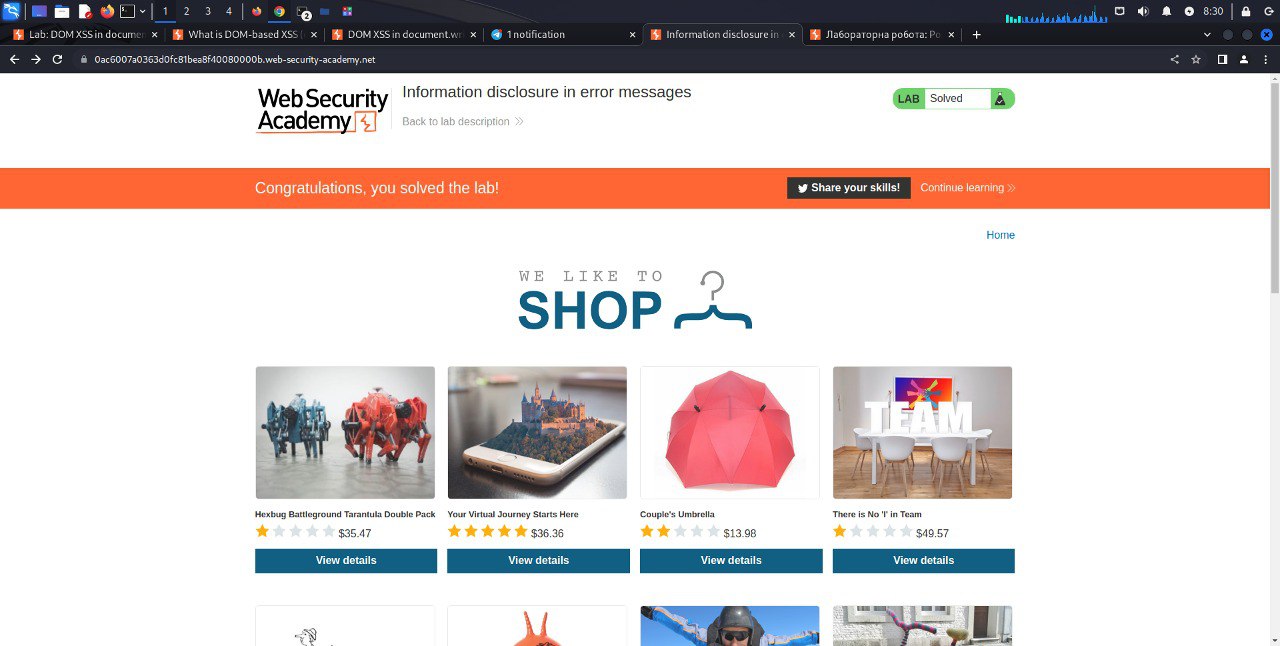 1 2 3 4 2 8:30
Lab: DOM XSS in documen What is DOM-based XSS DOM XSS in document.wr 1 notification Information disclosure in Лабораторна робота: Ро
0ac6007a0363d0fc81bea8f40080000b.web-security-academy.net
WebSecurity
Academy
Information disclosure in error messages
Back to lab description
LAB Solved
Congratulations, you solved the lab!
Share your skills! Continue learning
Home
WE LIKE TO
SHOP
TEAM
Hexbug Battleground Tarantula Double Pack Your Virtual Journey Starts Here Couple's Umbrella There is No 'I' in Team
$35.47 $36.36 $13.98 $49.57
View details View details View details View details